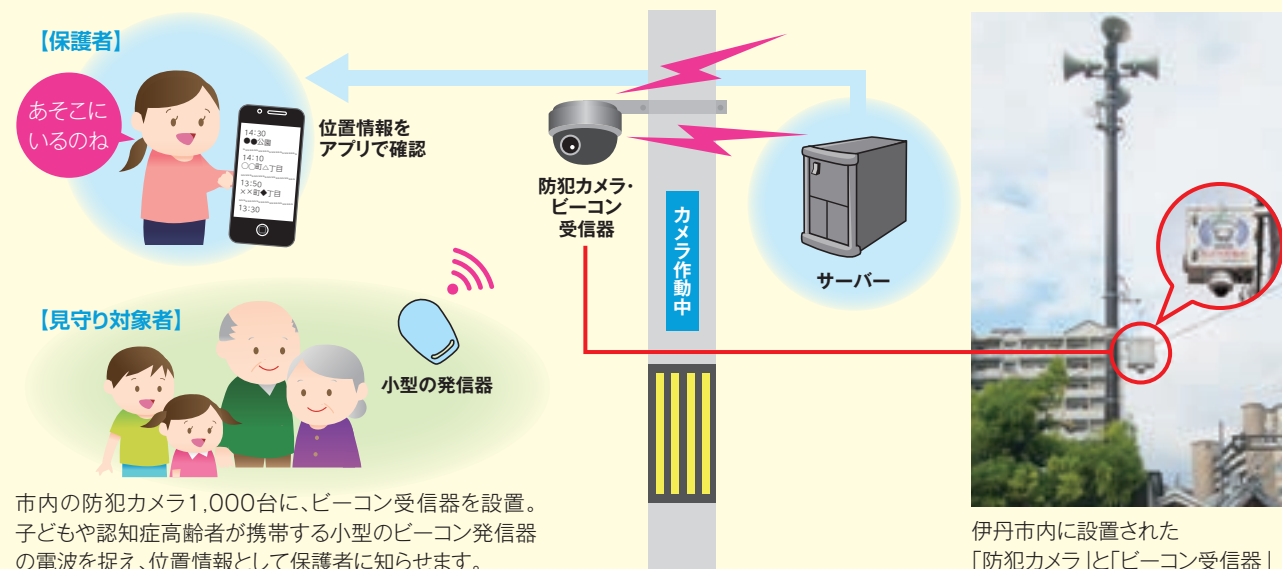 【保護者】
あそこに
いるのね
14:30
●●公園
14:10
○○町△丁目
13:50
××町◆丁目
13:30
位置情報を
アプリで確認
防犯カメラ・
ビーコン
受信器
カメラ作動中
サーバー
【見守り対象者】
小型の発信器
市内の防犯カメラ1,000台に、ビーコン受信器を設置。
子どもや認知症高齢者が携帯する小型のビーコン発信器
の電波を捉え、位置情報として保護者に知らせます。
伊丹市内に設置された
「防犯カメラ」と「ビーコン受信器」